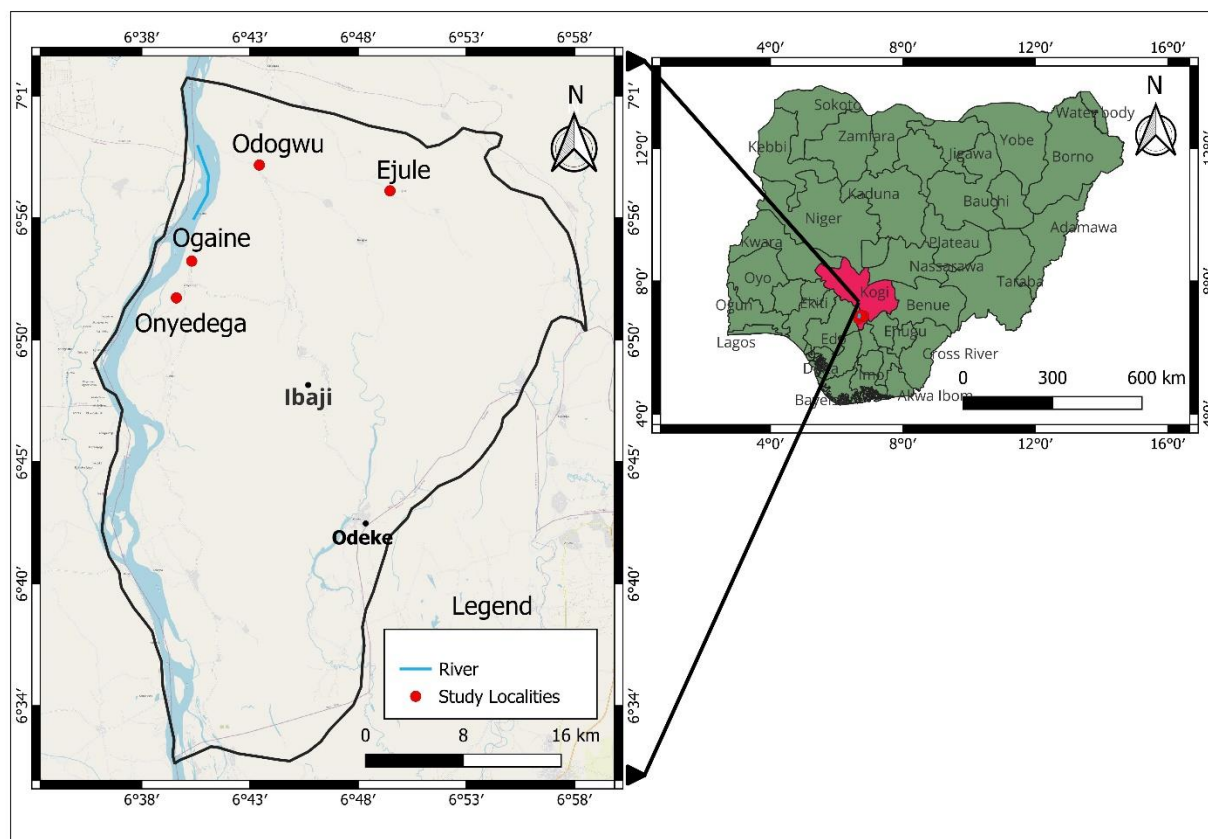 6°38′ 6°43′ 6°48′ 6°53′ 6°58′
7°1′
6°56′
6°50′
6°45′
6°40′
6°34′
N
Odogwu
Ejule
Ogaine
Onyedega
Ibaji
Odeke
Legend
River
Study Localities
0 8 16 km
7°1′
6°56′
6°50′
6°45′
6°40′
6°34′
6°38′ 6°43′ 6°48′ 6°53′ 6°58′
4°0′ 8°0′ 12°0′ 16°0′
12°0′
8°0′
4°0′
N
Sokoto
Water body
Zamfara
Yobe
Kebbi
Jigawa
Borno
Kaduna
Bauchi
Niger
Adamawa
Kwara
Plateau
Nassarawa
Oyo
Taraba
Kogi
Ogun
Ekiti
Benue
Edo
Enugu
Lagos
Cross River
Imo
Akwa Ibom
0 300 600 km
4°0′ 8°0′ 12°0′ 16°0′